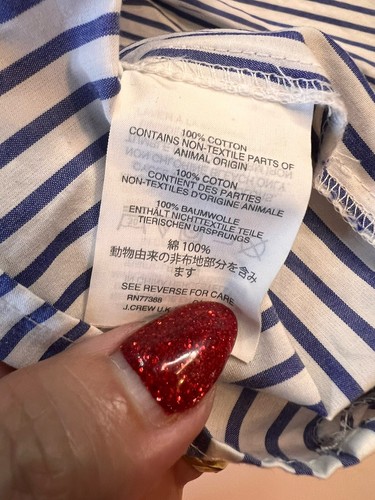 100% COTTON
CONTAINS NON-TEXTILE PARTS OF
ANIMAL ORIGIN
100% COTON
CONTIENT DES PARTIES
NON-TEXTILES D'ORIGINE ANIMALE
100% BAUMWOLLE
ENTHÄLT NICHTTEXTILE TEILE
TIERISCHEN URSPRUNGS
綿 100%
動物由来の非布地部分を含み
ます
SEE REVERSE FOR CARE
RN77388
J.CREW U.K